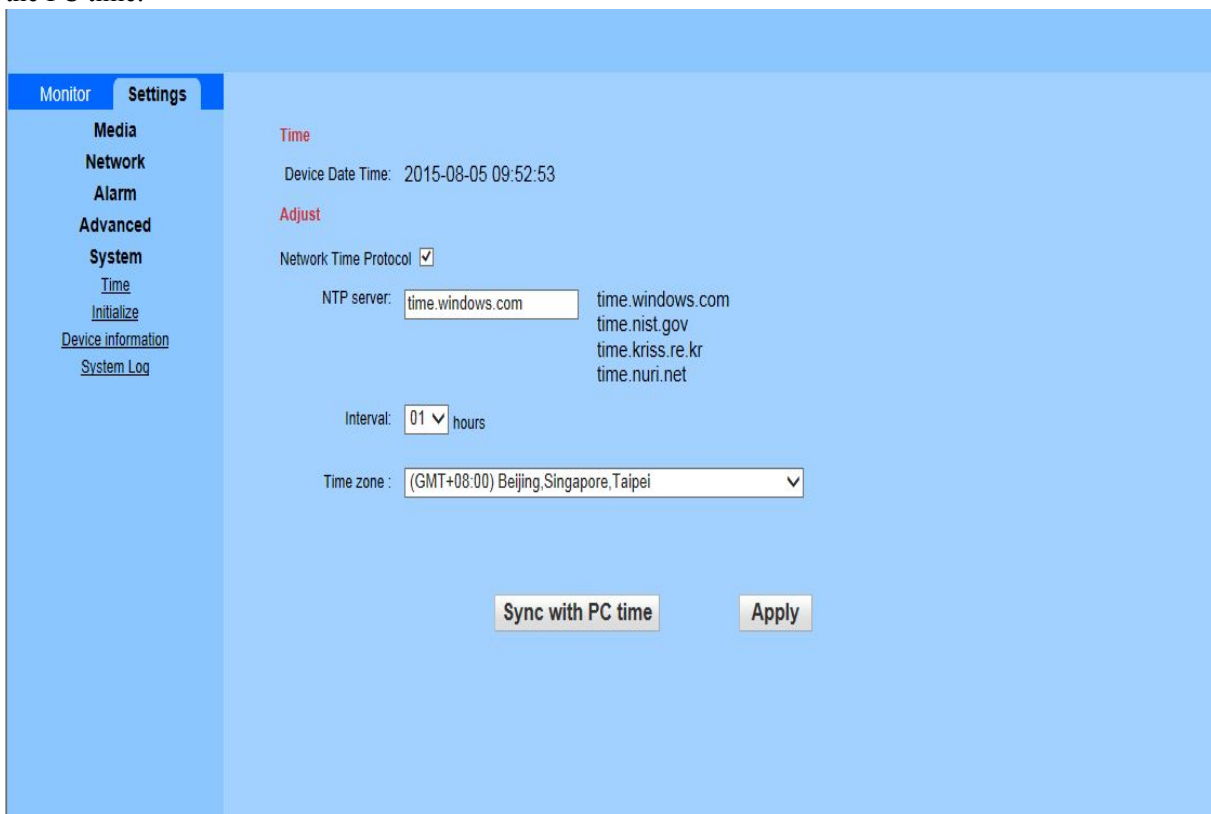 the PC time.
Monitor Settings
Media
Network
Alarm
Advanced
System
Time
Initialize
Device information
System Log
Time
Device Date Time: 2015-08-05 09:52:53
Adjust
Network Time Protocol
NTP server: time.windows.com
time.windows.com
time.nist.gov
time.kriss.re.kr
time.nuri.net
Interval: 01 hours
Time zone : (GMT+08:00) Beijing,Singapore,Taipei
Sync with PC time Apply